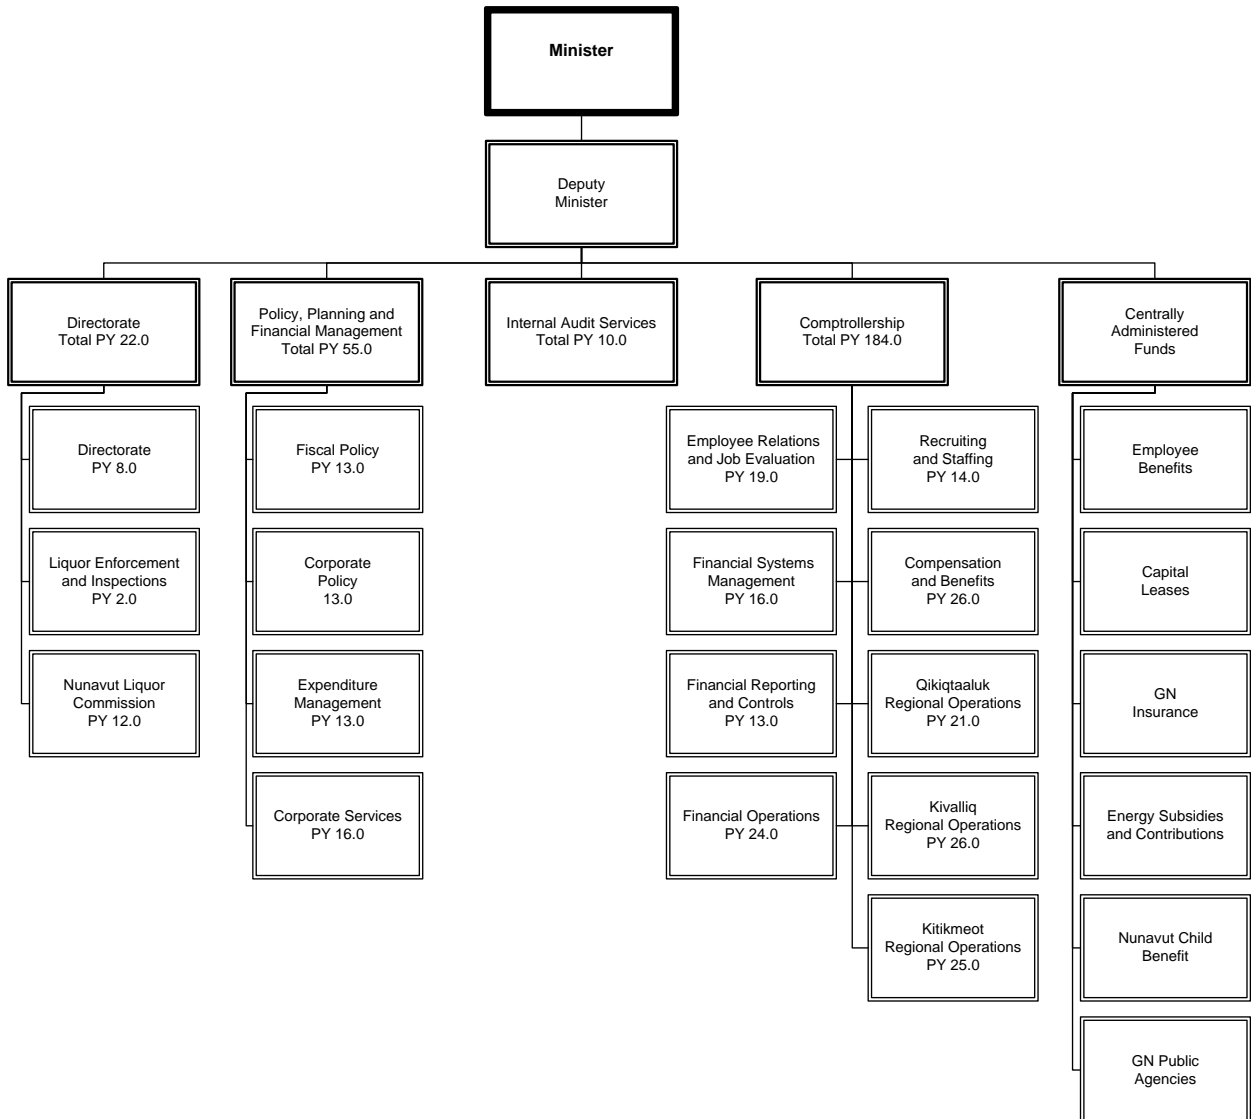 Minister
Deputy
Minister
Directorate
Total PY 22.0
Policy, Planning and
Financial Management
Total PY 55.0
Internal Audit Services
Total PY 10.0
Comptrollership
Total PY 184.0
Centrally
Administered
Funds
Directorate
PY 8.0
Liquor Enforcement
and Inspections
PY 2.0
Nunavut Liquor
Commission
PY 12.0
Fiscal Policy
PY 13.0
Corporate
Policy
13.0
Expenditure
Management
PY 13.0
Corporate Services
PY 16.0
Employee Relations
and Job Evaluation
PY 19.0
Financial Systems
Management
PY 16.0
Financial Reporting
and Controls
PY 13.0
Financial Operations
PY 24.0
Recruiting
and Staffing
PY 14.0
Compensation
and Benefits
PY 26.0
Qikiqtaaluk
Regional Operations
PY 21.0
Kivalliq
Regional Operations
PY 26.0
Kitikmeot
Regional Operations
PY 25.0
Employee
Benefits
Capital
Leases
GN
Insurance
Energy Subsidies
and Contributions
Nunavut Child
Benefit
GN Public
Agencies